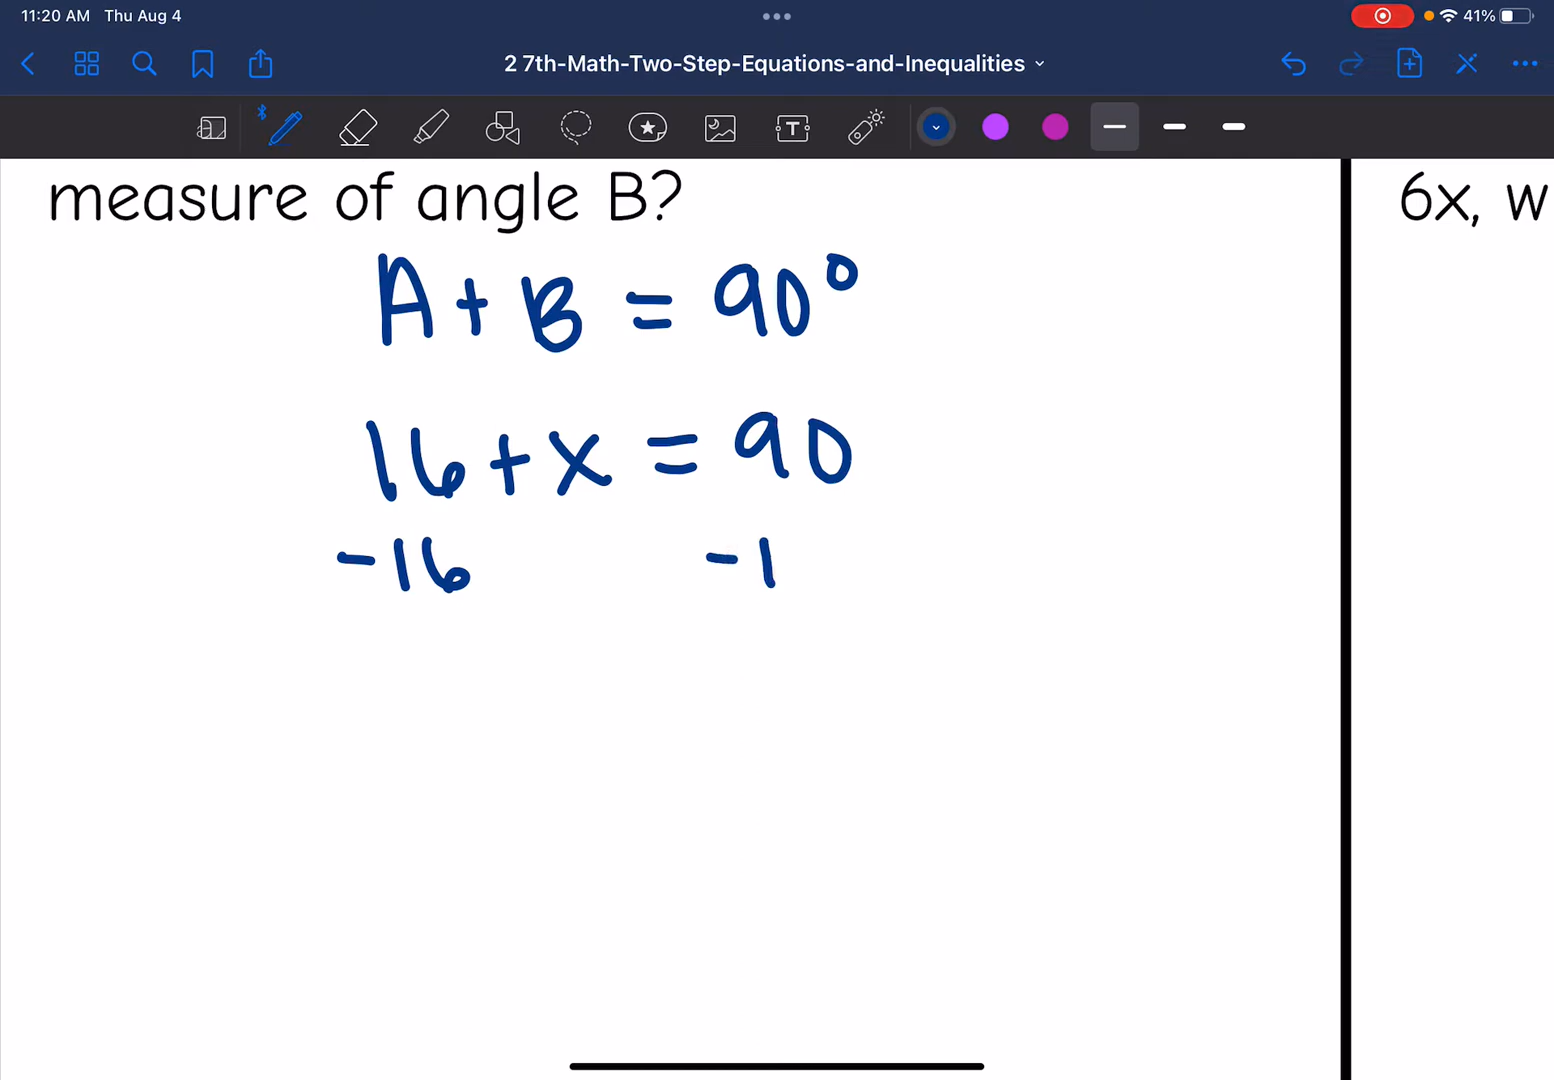 11:20 AM Thu Aug 4
41%
2 7th-Math-Two-Step-Equations-and-Inequalities
measure of angle B?
6x, w
A + B = 90°
16 + x = 90
-16 -1